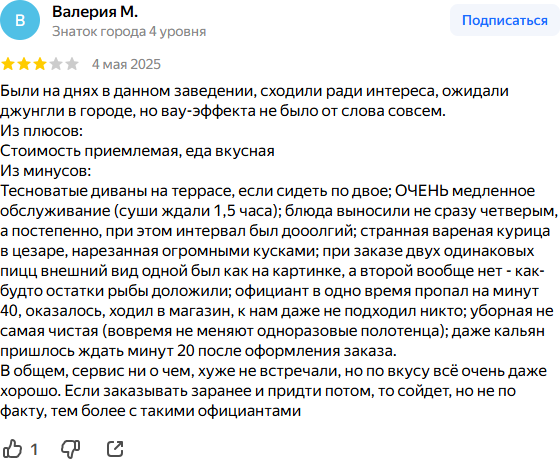 В
Валерия М.
Знаток города 4 уровня
Подписаться
4 мая 2025
Были на днях в данном заведении, сходили ради интереса, ожидали
джунгли в городе, но вау-эффекта не было от слова совсем.
Из плюсов:
Стоимость приемлемая, еда вкусная
Из минусов:
Тесноватые диваны на террасе, если сидеть по двое; ОЧЕНЬ медленное
обслуживание (суши ждали 1,5 часа); блюда выносили не сразу четверым,
а постепенно, при этом интервал был дооолгий; странная вареная курица
в цезаре, нарезанная огромными кусками; при заказе двух одинаковых
пицц внешний вид одной был как на картинке, а второй вообще нет - как-
будто остатки рыбы доложили; официант в одно время пропал на минут
40, оказалось, ходил в магазин, к нам даже не подходил никто; уборная не
самая чистая (вовремя не меняют одноразовые полотенца); даже кальян
пришлось ждать минут 20 после оформления заказа.
В общем, сервис ни о чем, хуже не встречали, но по вкусу всё очень даже
хорошо. Если заказывать заранее и придти потом, то сойдет, но не по
факту, тем более с такими официантами
1